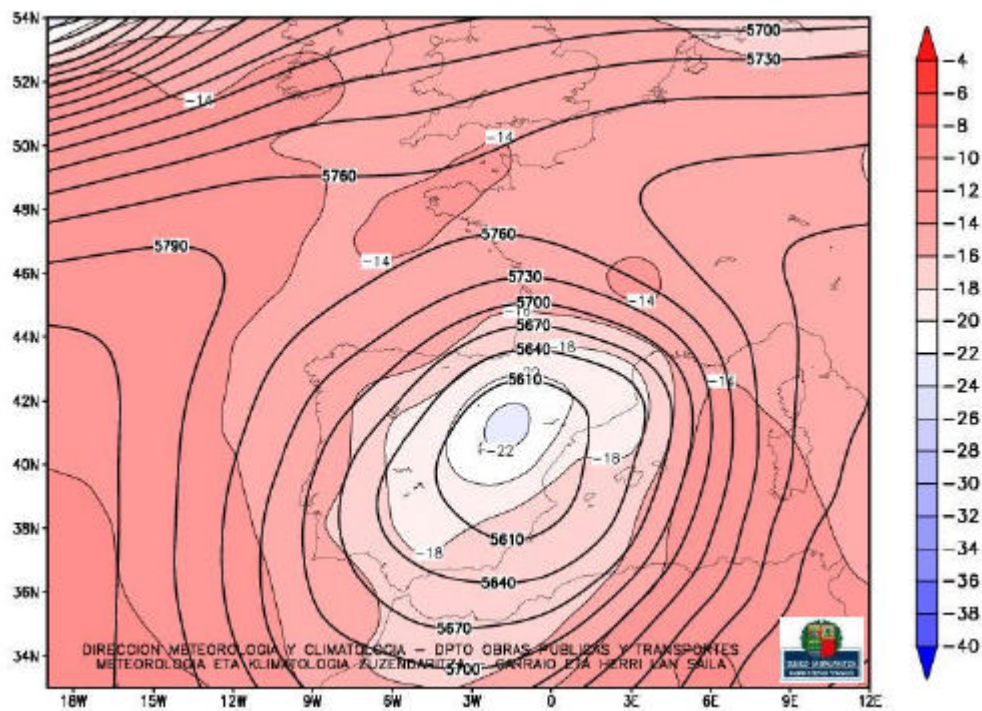 54N
52N
50N
48N
46N
44N
42N
40N
38N
36N
34N
18W
15W
12W
9W
6W
3W
0
3E
6E
9E
12E
5700
5730
-14
-14
5760
5790
5760
-14
5730
-14
5700
5670
5640
-18
5610
-14
-22
-18
-18
5610
5640
5670
5700
DIRECCION METEOROLOGIA Y CLIMATOLOGIA - DPTO OBRAS PUBLICAS Y TRANSPORTES
METEOROLOGIA ETA KLIMATOLOGIA ZUZENDARITZA - GARRAIO ETA HERRI LAN SAILA
-4
-6
-8
-10
-12
-14
-16
-18
-20
-22
-24
-26
-28
-30
-32
-34
-36
-38
-40